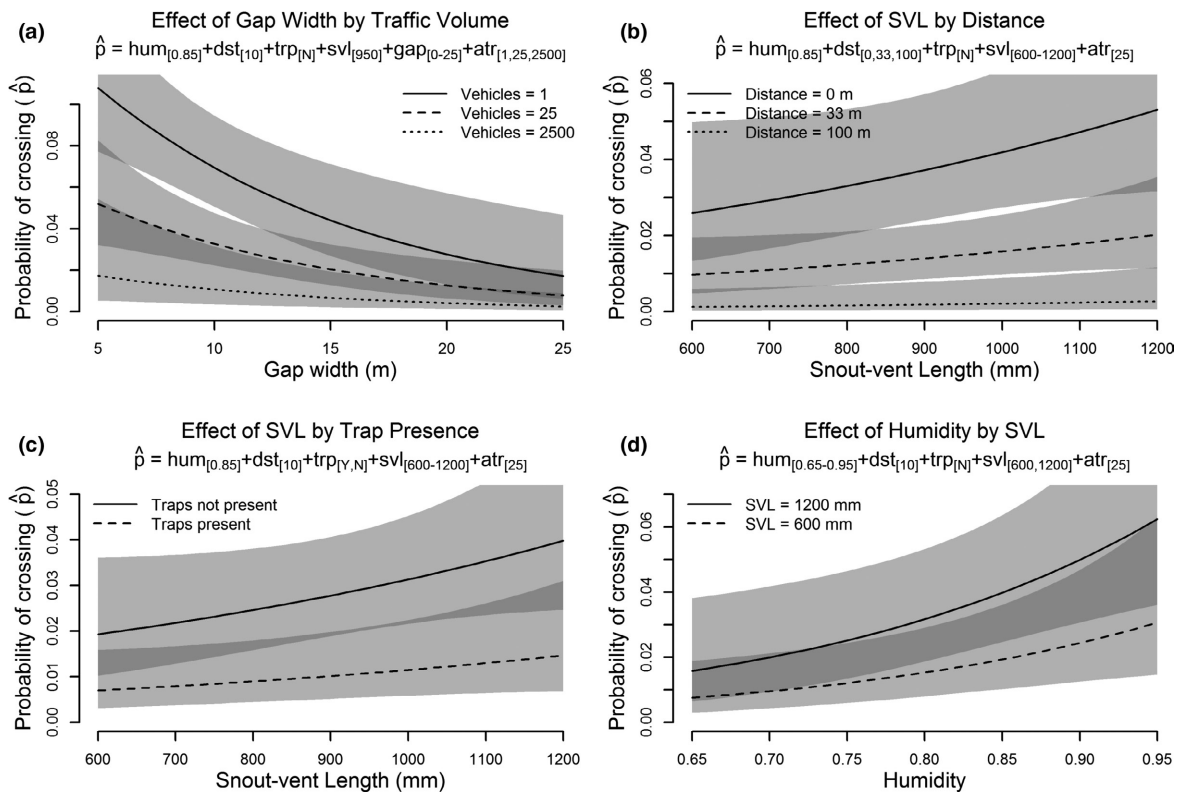 (a)
Effect of Gap Width by Traffic Volume
p̂ = hum[0.85]+dst[10]+trp[N]+svl[950]+gap[0-25]+atr[1,25,2500]
Vehicles = 1
Vehicles = 25
Vehicles = 2500
Probability of crossing ( p̂ )
0.08
0.04
0.00
5
10
15
20
25
Gap width (m)
(b)
Effect of SVL by Distance
p̂ = hum[0.85]+dst[0,33,100]+trp[N]+svl[600-1200]+atr[25]
Distance = 0 m
Distance = 33 m
Distance = 100 m
Probability of crossing ( p̂ )
0.06
0.04
0.02
0.00
600
700
800
900
1000
1100
1200
Snout-vent Length (mm)
(c)
Effect of SVL by Trap Presence
p̂ = hum[0.85]+dst[10]+trp[Y,N]+svl[600-1200]+atr[25]
Traps not present
Traps present
Probability of crossing ( p̂ )
0.05
0.04
0.03
0.02
0.01
0.00
600
700
800
900
1000
1100
1200
Snout-vent Length (mm)
(d)
Effect of Humidity by SVL
p̂ = hum[0.65-0.95]+dst[10]+trp[N]+svl[600,1200]+atr[25]
SVL = 1200 mm
SVL = 600 mm
Probability of crossing ( p̂ )
0.06
0.04
0.02
0.00
0.65
0.70
0.75
0.80
0.85
0.90
0.95
Humidity